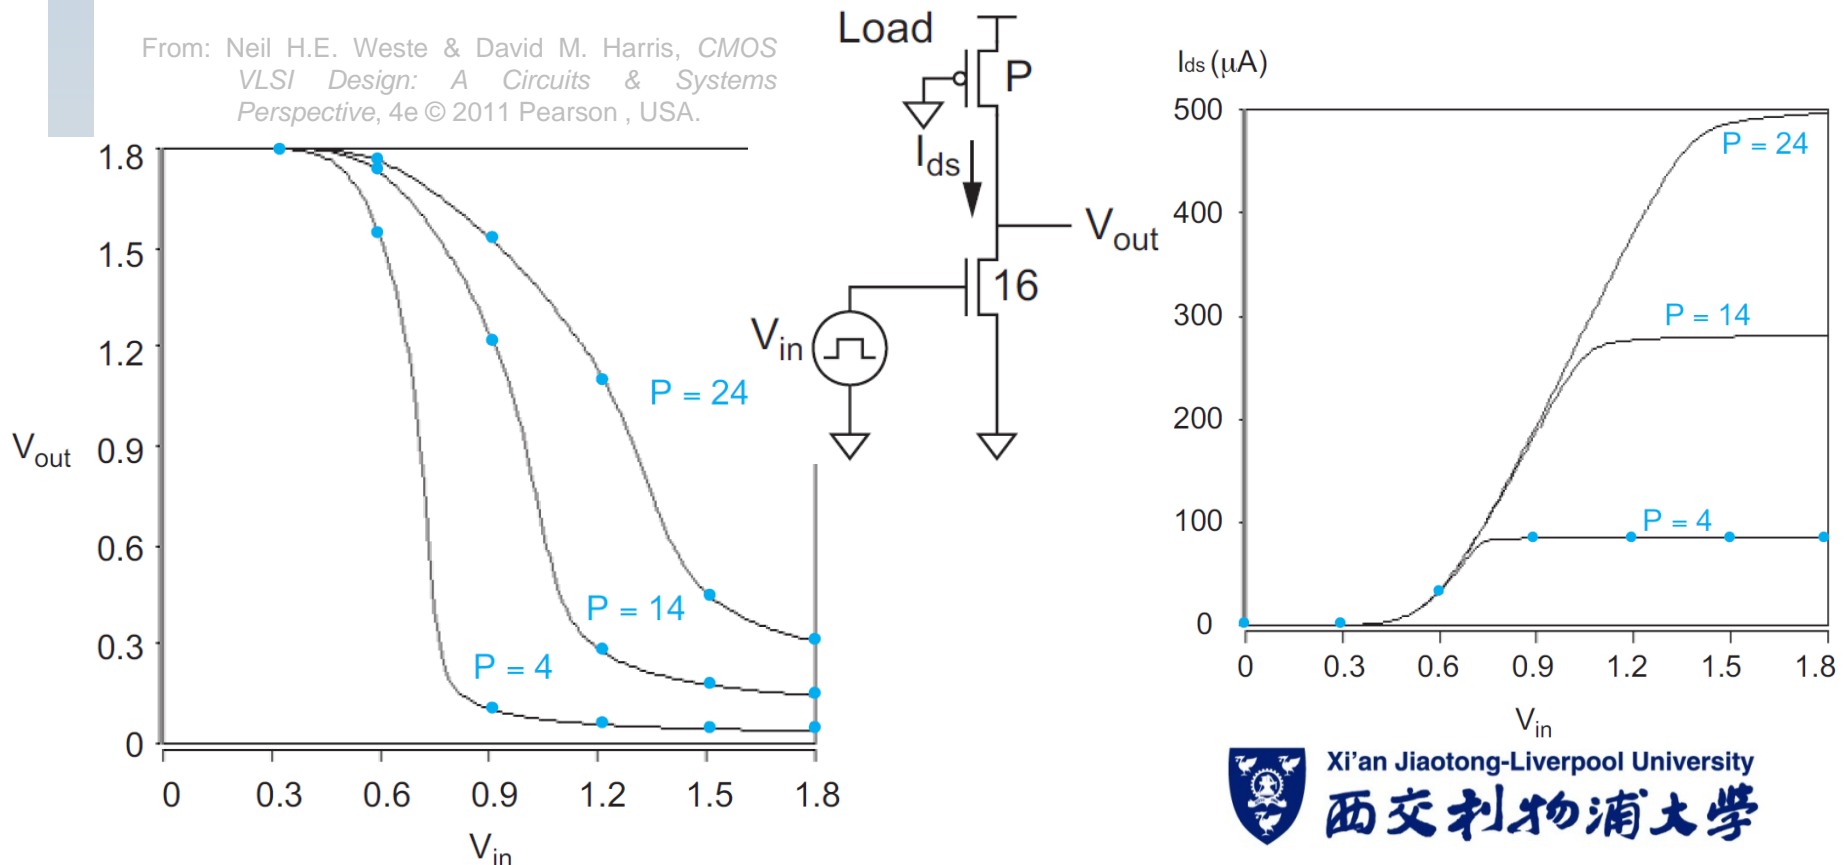 From: Neil H.E. Weste & David M. Harris, CMOS
VLSI Design: A Circuits & Systems
Perspective, 4e © 2011 Pearson , USA.
1.8
1.5
1.2
0.9
0.6
0.3
0
Vout
P = 24
P = 14
P = 4
0 0.3 0.6 0.9 1.2 1.5 1.8
Vin
Load
P
Ids
Vout
16
Vin
Ids (μA)
500
400
300
200
100
0
P = 24
P = 14
P = 4
0 0.3 0.6 0.9 1.2 1.5 1.8
Vin
Xi'an Jiaotong-Liverpool University
西交利物浦大學